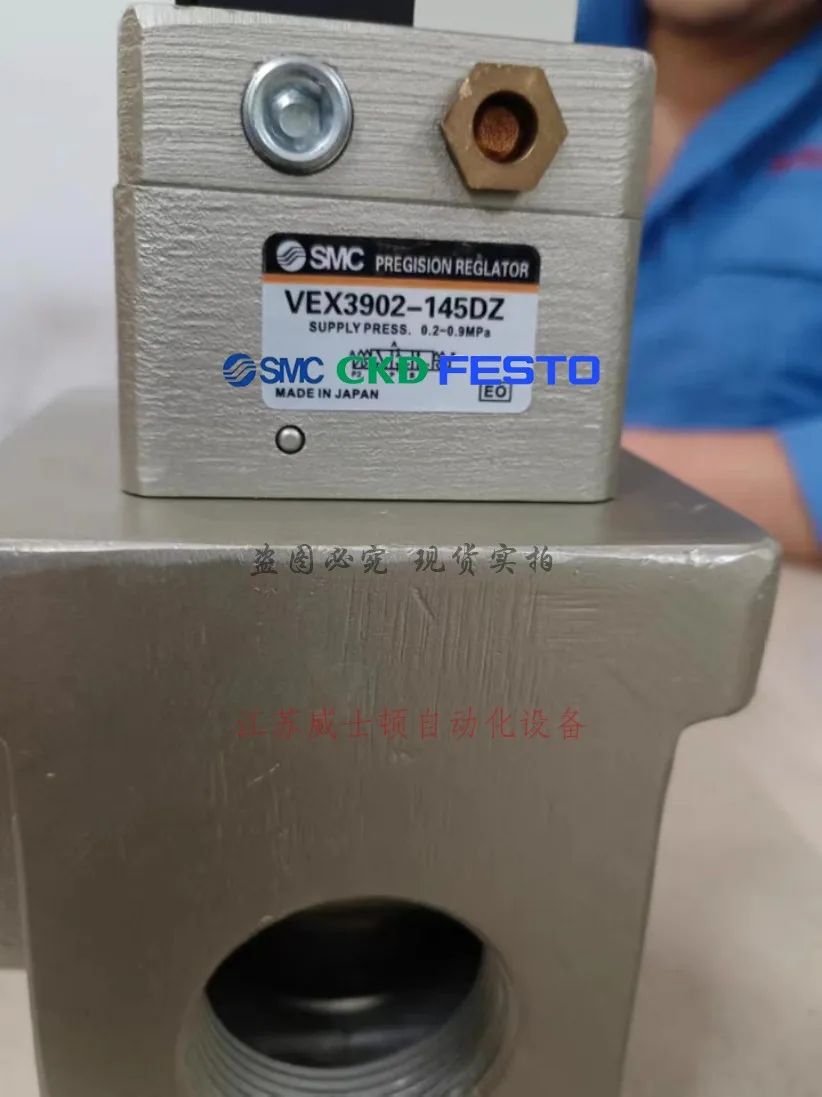 SMC PREGISION REGLATOR
VEX3902-145DZ
SUPPLY PRESS. 0.2-0.9MPa
SMC CKD FESTO
MADE IN JAPAN EO
盗图必究 现货实拍
江苏威士顿自动化设备